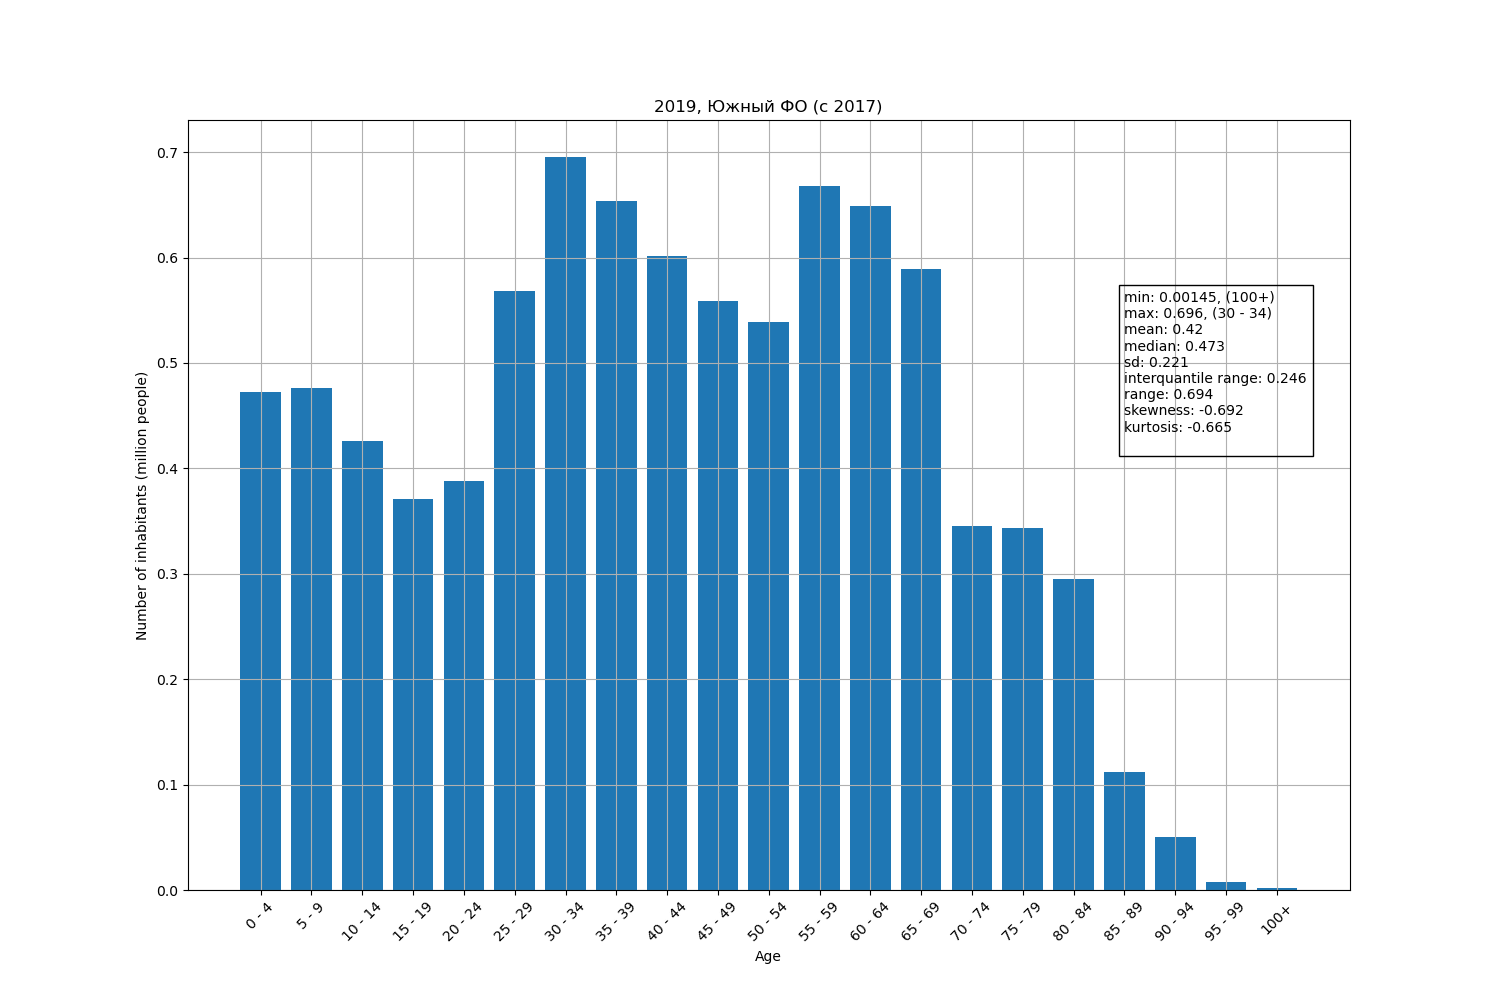 2019, Южный ФО (с 2017)
Number of inhabitants (million people)
0.7
0.6
0.5
0.4
0.3
0.2
0.1
0.0
min: 0.00145, (100+)
max: 0.696, (30 - 34)
mean: 0.42
median: 0.473
sd: 0.221
interquantile range: 0.246
range: 0.694
skewness: -0.692
kurtosis: -0.665
0 - 4
5 - 9
10 - 14
15 - 19
20 - 24
25 - 29
30 - 34
35 - 39
40 - 44
45 - 49
50 - 54
55 - 59
60 - 64
65 - 69
70 - 74
75 - 79
80 - 84
85 - 89
90 - 94
95 - 99
100+
Age